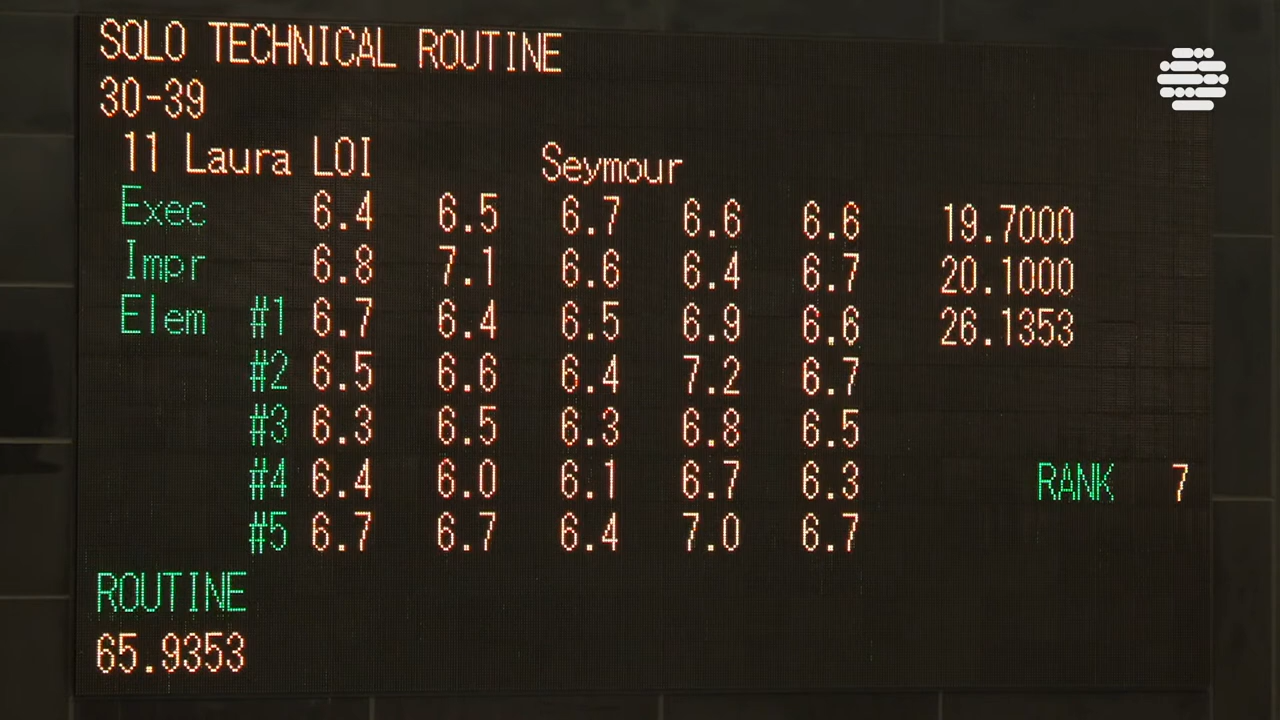 SOLO TECHNICAL ROUTINE
30-39
11 Laura LOI Seymour
Exec 6.4 6.5 6.7 6.6 6.6 19.7000
Impr 6.8 7.1 6.6 6.4 6.7 20.1000
Elem #1 6.7 6.4 6.5 6.9 6.6 26.1353
#2 6.5 6.6 6.4 7.2 6.7
#3 6.3 6.5 6.3 6.8 6.5
#4 6.4 6.0 6.1 6.7 6.3 RANK 7
#5 6.7 6.7 6.4 7.0 6.7
ROUTINE
65.9353